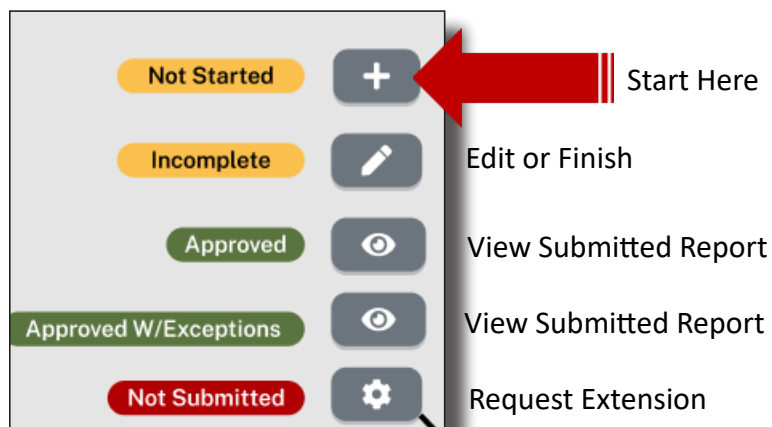 Not Started Start Here
Incomplete Edit or Finish
Approved View Submitted Report
Approved W/Exceptions View Submitted Report
Not Submitted Request Extension